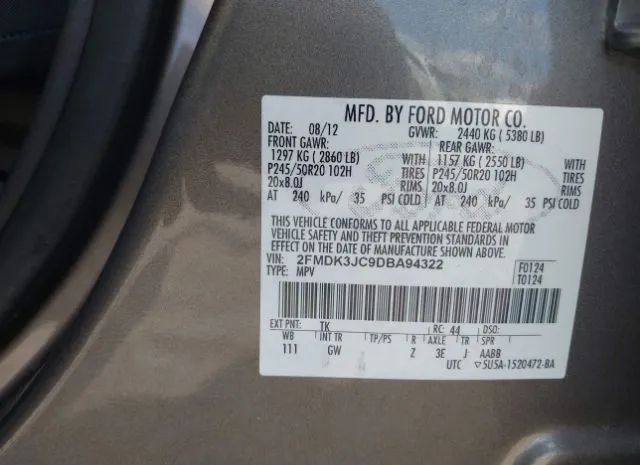 MFD. BY FORD MOTOR CO.
DATE: 08/12 GVWR: 2440 KG ( 5380 LB)
FRONT GAWR: REAR GAWR:
1297 KG ( 2860 LB) WITH 1157 KG ( 2550 LB) WITH
P245/50R20 102H TIRES P245/50R20 102H TIRES
20x8.0J RIMS 20x8.0J RIMS
AT 240 kPa/ 35 PSI COLD AT 240 kPa/ 35 PSI COLD
THIS VEHICLE CONFORMS TO ALL APPLICABLE FEDERAL MOTOR
VEHICLE SAFETY AND THEFT PREVENTION STANDARDS IN
EFFECT ON THE DATE OF MANUFACTURE SHOWN ABOVE.
VIN: 2FMDK3JC9DBA94322 F0124
TYPE: MPV T0124
EXT PNT: TK RC: 44 DSO:
WB INT TR TP/PS R AXLE TR SPR
111 GW Z 3E J AABB
UTC 5U5A-1520472-BA